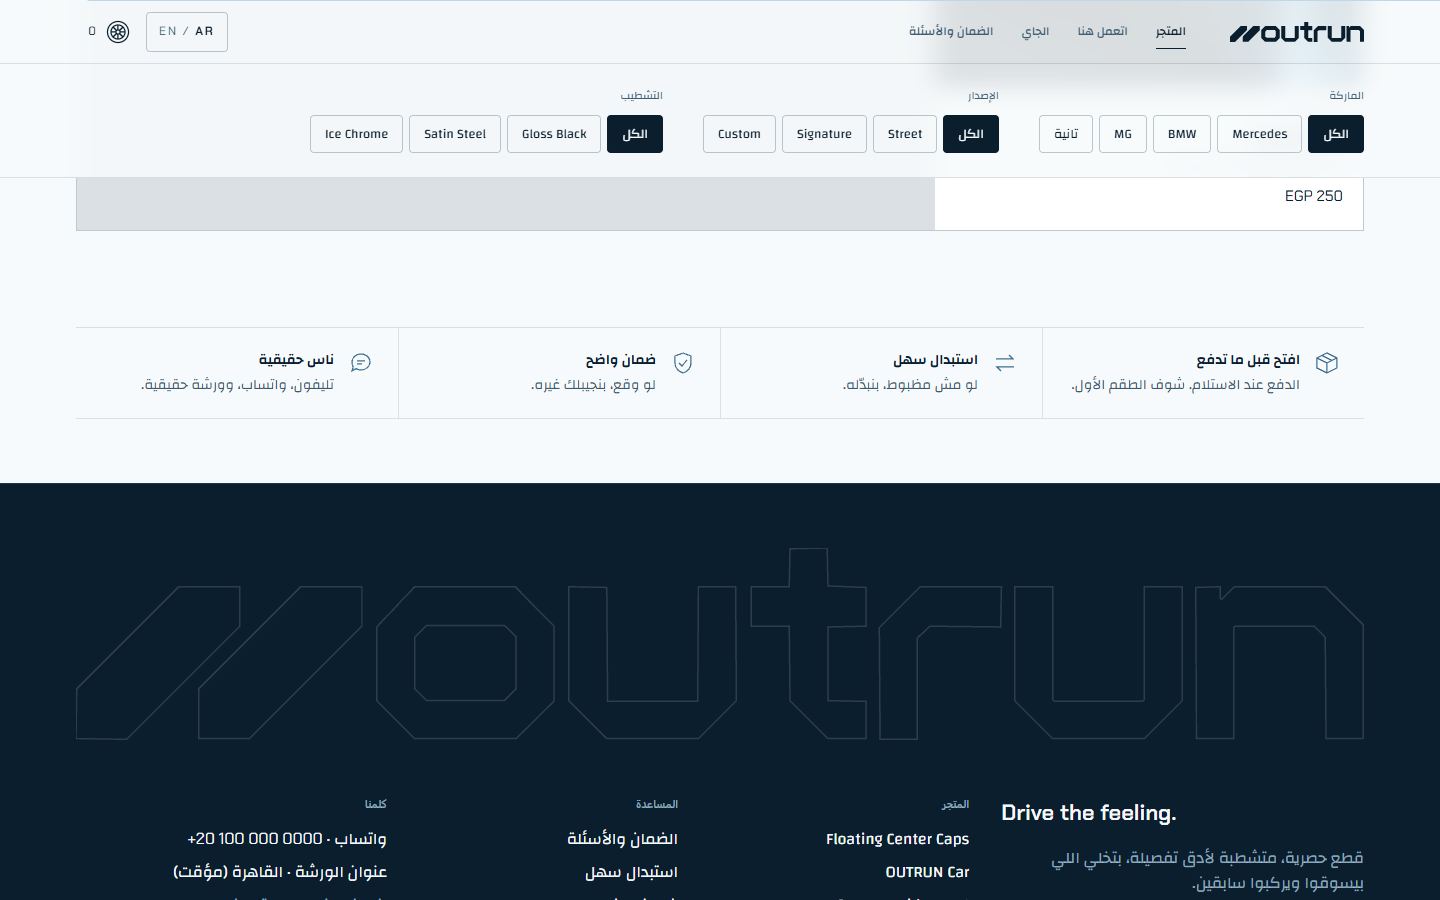 outrun
المتجر
اتعمل هنا
الجاي
الضمان والأسئلة
EN / AR
0
الماركة
الكل
Mercedes
BMW
MG
تانية
الإصدار
الكل
Street
Signature
Custom
التشطيب
الكل
Gloss Black
Satin Steel
Ice Chrome
EGP 250
افتح قبل ما تدفع
الدفع عند الاستلام. شوف الطقم الأول.
استبدال سهل
لو مش مظبوط، بنبدّله.
ضمان واضح
لو وقع، بنجيبلك غيره.
ناس حقيقية
تليفون، واتساب، وورشة حقيقية.
outrun
Drive the feeling.
قطع حصرية، متشطبة لأدق تفصيلة، بتخلي اللي
بيسوقوا ويركبوا سابقين.
المتجر
Floating Center Caps
OUTRUN Car
المساعدة
الضمان والأسئلة
استبدال سهل
كلمنا
واتساب · ‎+20 100 000 0000
عنوان الورشة · القاهرة (مؤقت)